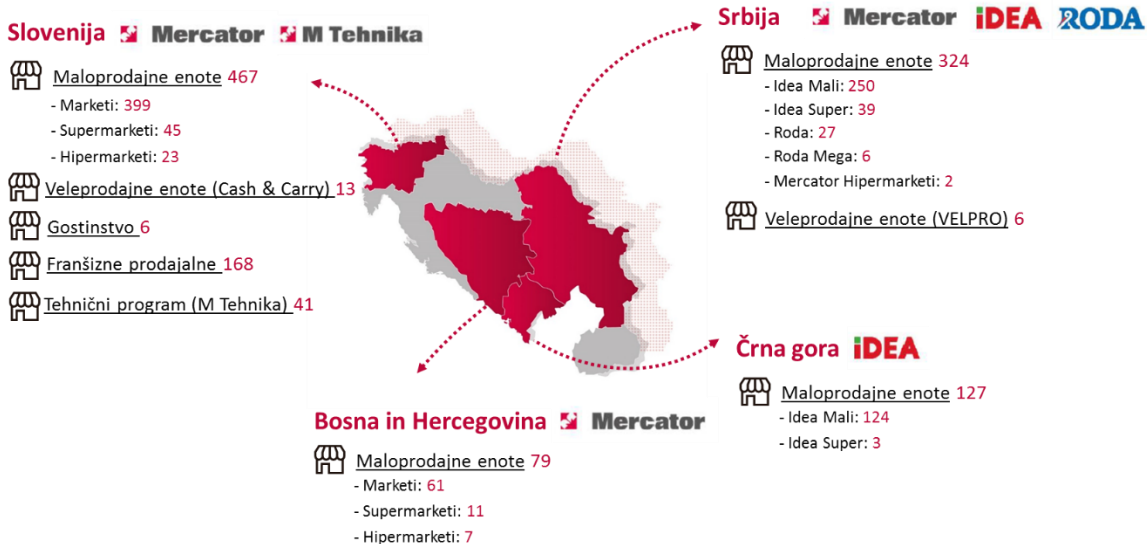 Slovenija Mercator M Tehnika
Maloprodajne enote 467
- Marketi: 399
- Supermarketi: 45
- Hipermarketi: 23
Veleprodajne enote (Cash & Carry) 13
Gostinstvo 6
Franšizne prodajalne 168
Tehnični program (M Tehnika) 41
Srbija Mercator iDEA RODA
Maloprodajne enote 324
- Idea Mali: 250
- Idea Super: 39
- Roda: 27
- Roda Mega: 6
- Mercator Hipermarketi: 2
Veleprodajne enote (VELPRO) 6
Črna gora iDEA
Maloprodajne enote 127
- Idea Mali: 124
- Idea Super: 3
Bosna in Hercegovina Mercator
Maloprodajne enote 79
- Marketi: 61
- Supermarketi: 11
- Hipermarketi: 7